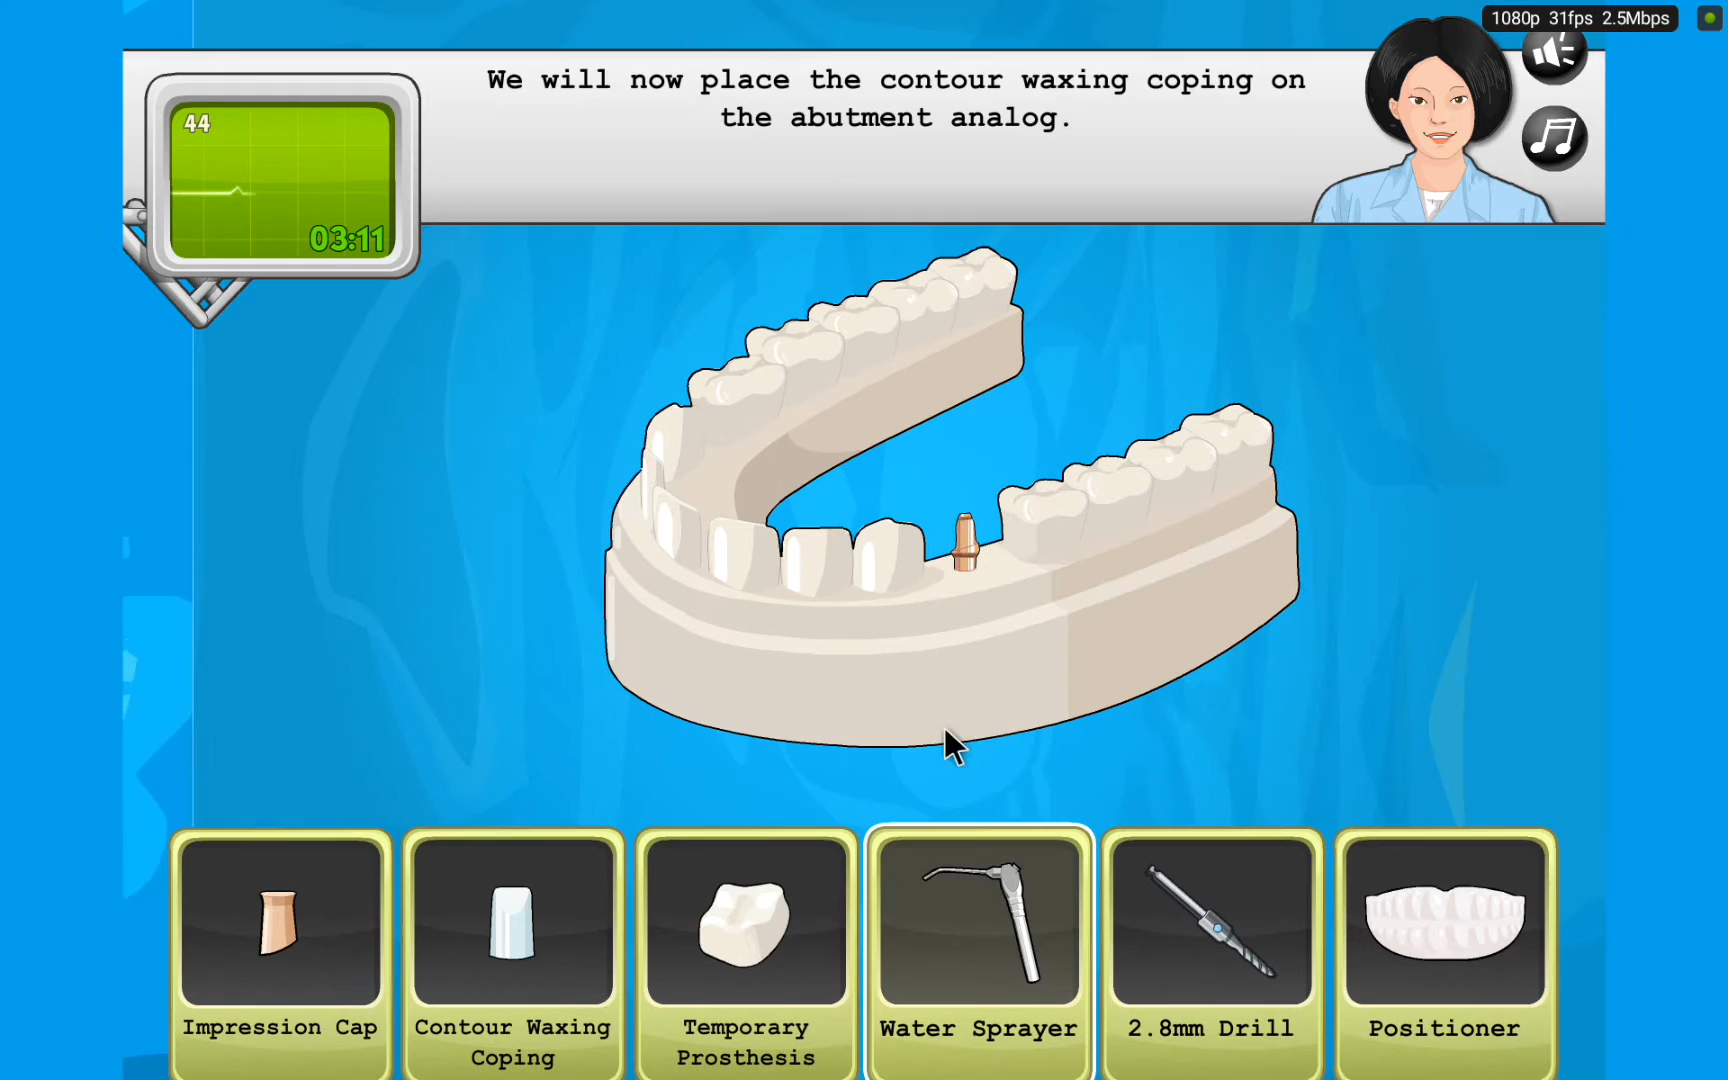 1080p 31fps 2.5Mbps
We will now place the contour waxing coping on
the abutment analog.
44
03:11
Impression Cap
Contour Waxing
Coping
Temporary
Prosthesis
Water Sprayer
2.8mm Drill
Positioner